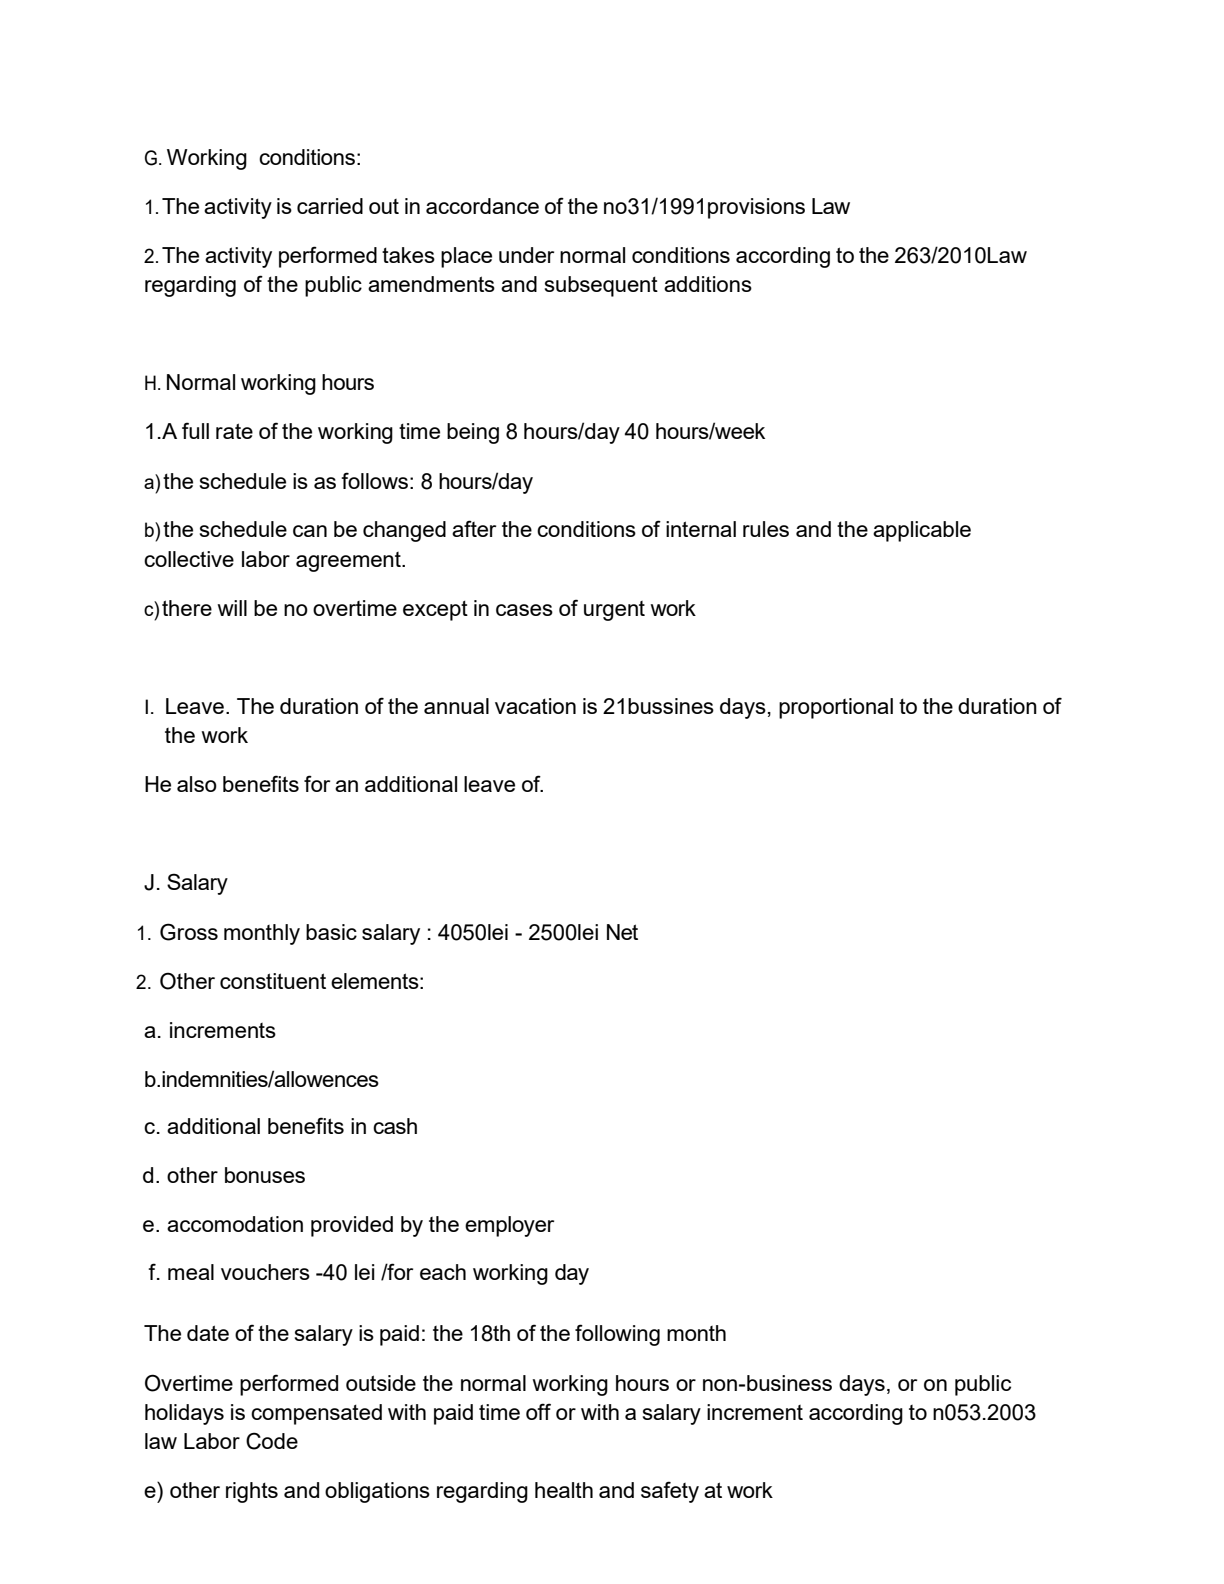 G. Working conditions:
1. The activity is carried out in accordance of the no31/1991provisions Law
2. The activity performed takes place under normal conditions according to the 263/2010Law
regarding of the public amendments and subsequent additions
H. Normal working hours
1.A full rate of the working time being 8 hours/day 40 hours/week
a) the schedule is as follows: 8 hours/day
b) the schedule can be changed after the conditions of internal rules and the applicable
collective labor agreement.
c) there will be no overtime except in cases of urgent work
I. Leave. The duration of the annual vacation is 21bussines days, proportional to the duration of
the work
He also benefits for an additional leave of.
J. Salary
1. Gross monthly basic salary : 4050lei - 2500lei Net
2. Other constituent elements:
a. increments
b.indemnities/allowences
c. additional benefits in cash
d. other bonuses
e. accomodation provided by the employer
f. meal vouchers -40 lei /for each working day
The date of the salary is paid: the 18th of the following month
Overtime performed outside the normal working hours or non-business days, or on public
holidays is compensated with paid time off or with a salary increment according to n053.2003
law Labor Code
e) other rights and obligations regarding health and safety at work